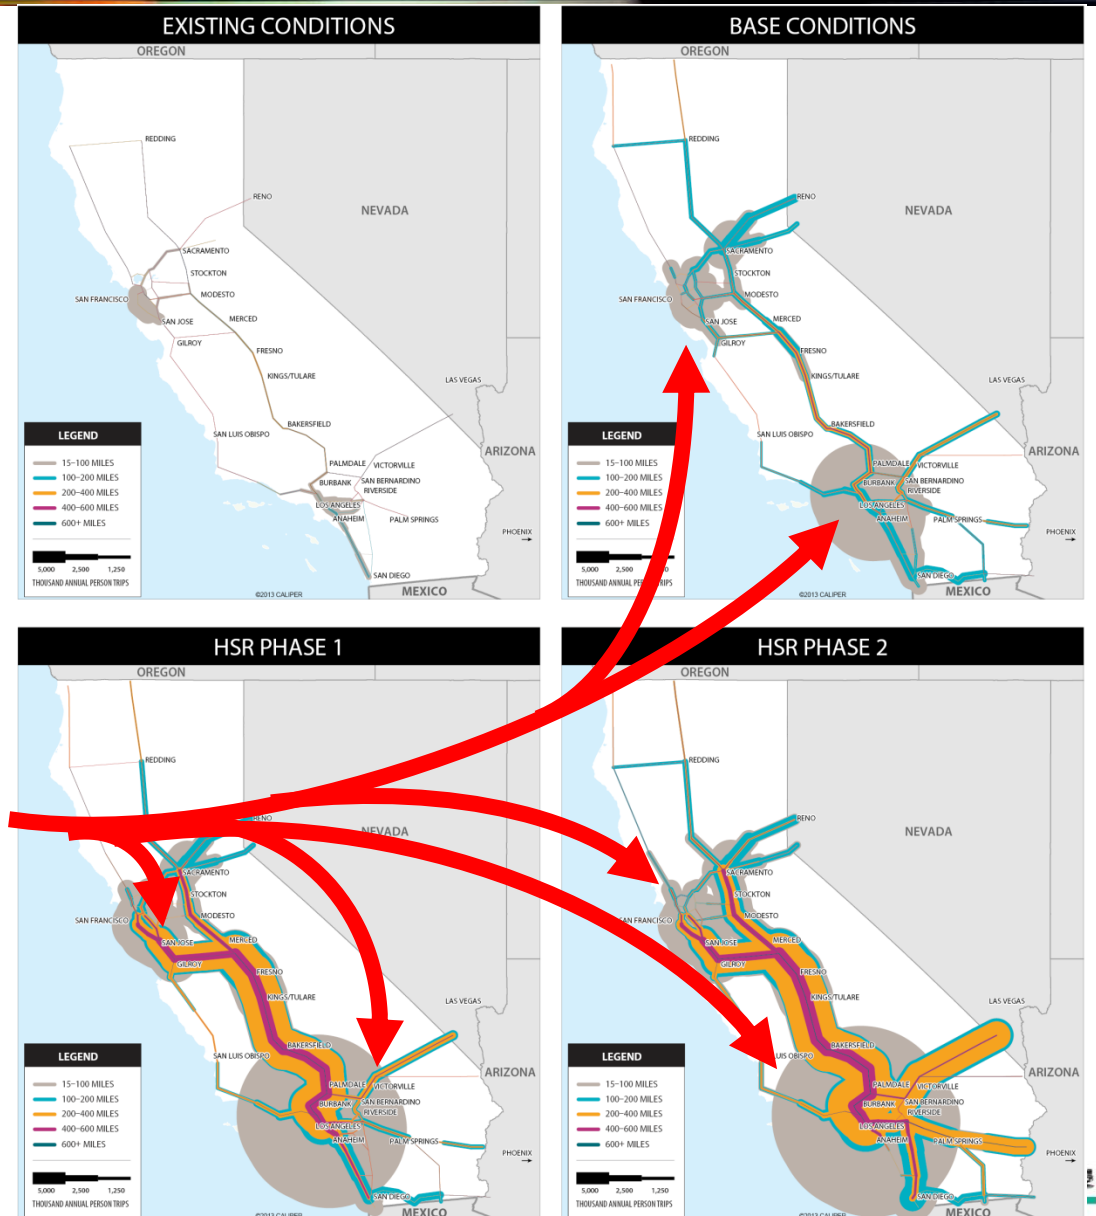 EXISTING CONDITIONS
OREGON
REDDING
RENO
NEVADA
SACRAMENTO
STOCKTON
SAN FRANCISCO
MODESTO
SAN JOSE
MERCED
GILROY
FRESNO
KINGS/TULARE
LAS VEGAS
SAN LUIS OBISPO
BAKERSFIELD
LEGEND
ARIZONA
15–100 MILES
100–200 MILES
200–400 MILES
400–600 MILES
600+ MILES
PALMDALE
VICTORVILLE
BURBANK
SAN BERNARDINO
RIVERSIDE
LOS ANGELES
ANAHEIM
PALM SPRINGS
PHOENIX
5,000 2,500 1,250
THOUSAND ANNUAL PERSON TRIPS
SAN DIEGO
©2013 CALIPER
MEXICO
BASE CONDITIONS
OREGON
REDDING
RENO
NEVADA
SACRAMENTO
STOCKTON
SAN FRANCISCO
MODESTO
SAN JOSE
MERCED
GILROY
FRESNO
KINGS/TULARE
LAS VEGAS
SAN LUIS OBISPO
BAKERSFIELD
LEGEND
ARIZONA
15–100 MILES
100–200 MILES
200–400 MILES
400–600 MILES
600+ MILES
PALMDALE
VICTORVILLE
BURBANK
SAN BERNARDINO
RIVERSIDE
LOS ANGELES
ANAHEIM
PALM SPRINGS
PHOENIX
5,000 2,500
THOUSAND ANNUAL PERSON TRIPS
SAN DIEGO
©2013 CALIPER
MEXICO
HSR PHASE 1
OREGON
REDDING
RENO
NEVADA
SACRAMENTO
STOCKTON
SAN FRANCISCO
MODESTO
SAN JOSE
MERCED
GILROY
FRESNO
KINGS/TULARE
LAS VEGAS
SAN LUIS OBISPO
BAKERSFIELD
LEGEND
ARIZONA
15–100 MILES
100–200 MILES
200–400 MILES
400–600 MILES
600+ MILES
PALMDALE
VICTORVILLE
BURBANK
SAN BERNARDINO
RIVERSIDE
LOS ANGELES
ANAHEIM
PALM SPRINGS
PHOENIX
5,000 2,500 1,250
THOUSAND ANNUAL PERSON TRIPS
SAN DIEGO
©2013 CALIPER
MEXICO
HSR PHASE 2
OREGON
REDDING
RENO
NEVADA
SACRAMENTO
STOCKTON
SAN FRANCISCO
MODESTO
SAN JOSE
MERCED
GILROY
FRESNO
KINGS/TULARE
LAS VEGAS
LUIS OBISPO
BAKERSFIELD
LEGEND
ARIZONA
15–100 MILES
100–200 MILES
200–400 MILES
400–600 MILES
600+ MILES
PALMDALE
VICTORVILLE
BURBANK
SAN BERNARDINO
RIVERSIDE
LOS ANGELES
ANAHEIM
PALM SPRINGS
PHOENIX
5,000 2,500 1,250
THOUSAND ANNUAL PERSON TRIPS
SAN DIEGO
©2013 CALIPER
MEXICO